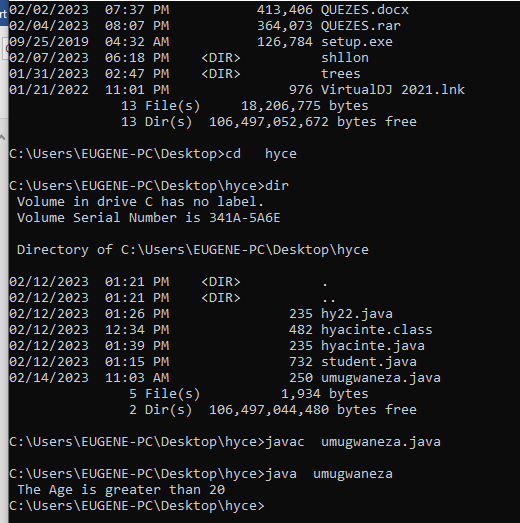 rt
02/02/2023  07:37 PM           413,406 QUEZES.docx
02/04/2023  08:07 PM           364,073 QUEZES.rar
09/25/2019  04:32 AM           126,784 setup.exe
02/07/2023  06:18 PM    <DIR>          shllon
01/31/2023  02:47 PM    <DIR>          trees
01/21/2022  11:01 PM               976 VirtualDJ 2021.lnk
              13 File(s)     18,206,775 bytes
              13 Dir(s)  106,497,052,672 bytes free
C:\Users\EUGENE-PC\Desktop>cd   hyce
C:\Users\EUGENE-PC\Desktop\hyce>dir
 Volume in drive C has no label.
 Volume Serial Number is 341A-5A6E
 Directory of C:\Users\EUGENE-PC\Desktop\hyce
02/12/2023  01:21 PM    <DIR>          .
02/12/2023  01:21 PM    <DIR>          ..
02/12/2023  01:26 PM               235 hy22.java
02/12/2023  12:34 PM               482 hyacinte.class
02/12/2023  01:39 PM               235 hyacinte.java
02/12/2023  01:15 PM               732 student.java
02/14/2023  11:03 AM               250 umugwaneza.java
               5 File(s)          1,934 bytes
               2 Dir(s)  106,497,044,480 bytes free
C:\Users\EUGENE-PC\Desktop\hyce>javac  umugwaneza.java
C:\Users\EUGENE-PC\Desktop\hyce>java  umugwaneza
 The Age is greater than 20
C:\Users\EUGENE-PC\Desktop\hyce>